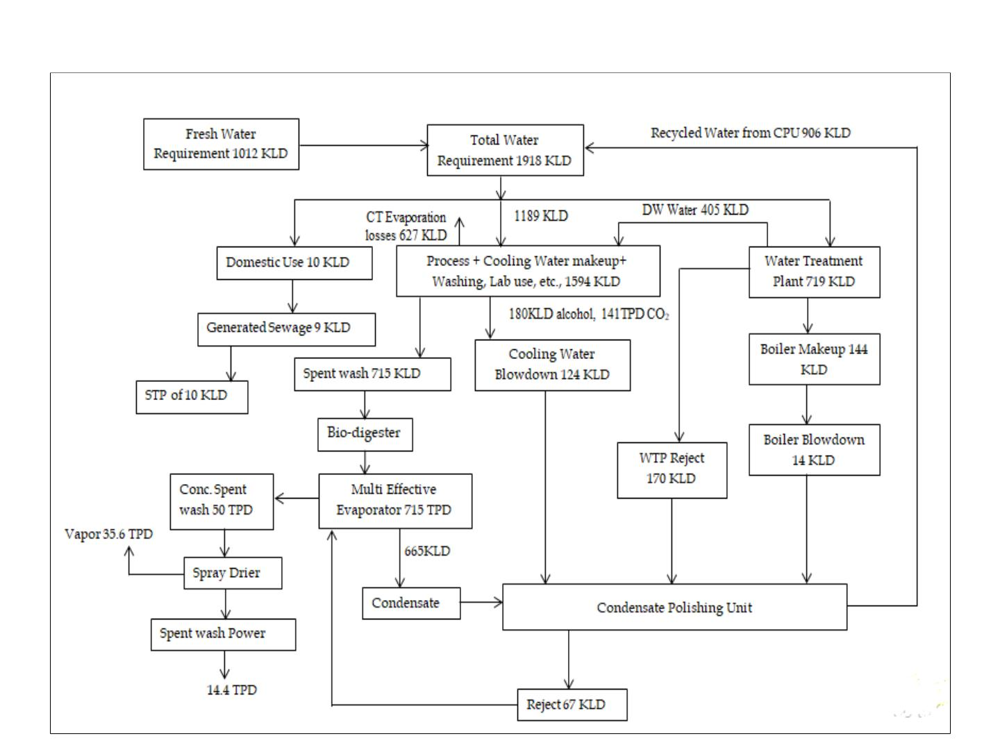 Fresh Water
Requirement 1012 KLD
Total Water
Requirement 1918 KLD
Recycled Water from CPU 906 KLD
CT Evaporation
losses 627 KLD
1189 KLD
DW Water 405 KLD
Domestic Use 10 KLD
Process + Cooling Water makeup+
Washing, Lab use, etc., 1594 KLD
Water Treatment
Plant 719 KLD
180KLD alcohol, 141TPD CO₂
Generated Sewage 9 KLD
Cooling Water
Blowdown 124 KLD
Boiler Makeup 144
KLD
Spent wash 715 KLD
STP of 10 KLD
Bio-digester
Boiler Blowdown
14 KLD
WTP Reject
170 KLD
Conc. Spent
wash 50 TPD
Multi Effective
Evaporator 715 TPD
Vapor 35.6 TPD
665KLD
Spray Drier
Condensate
Condensate Polishing Unit
Spent wash Power
14.4 TPD
Reject 67 KLD